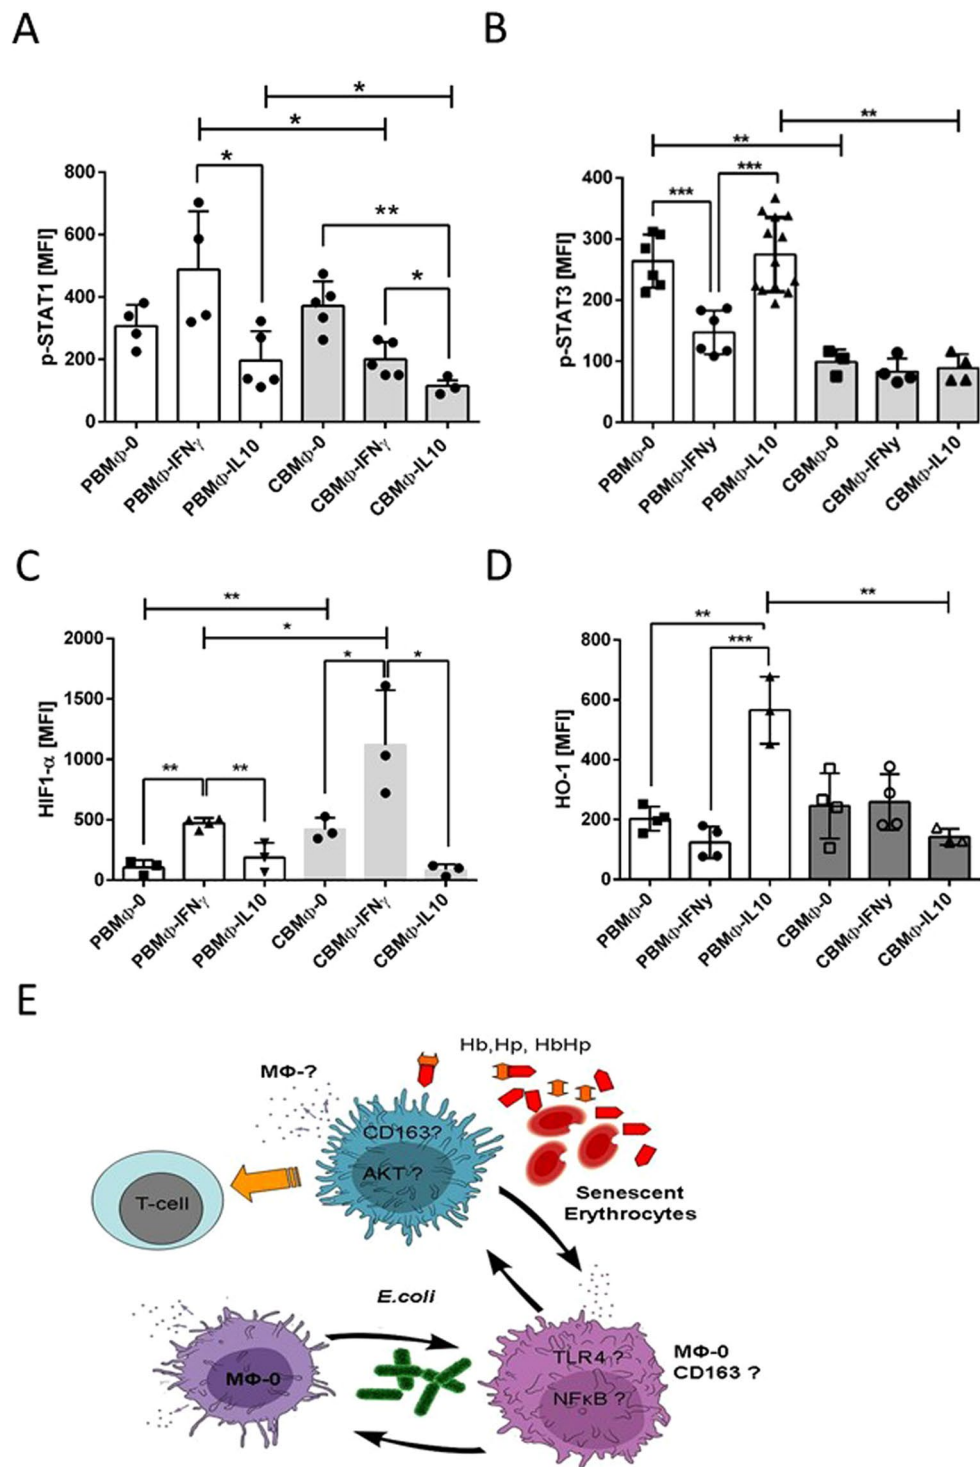 A
*
*
*
**
*
p-STAT1 [MFI]
800
600
400
200
0
PBMΦ-0
PBMΦ-IFNγ
PBMΦ-IL10
CBMΦ-0
CBMΦ-IFNγ
CBMΦ-IL10
B
**
**
***
***
p-STAT3 [MFI]
400
300
200
100
0
PBMΦ-0
PBMΦ-IFNy
PBMΦ-IL10
CBMΦ-0
CBMΦ-IFNy
CBMΦ-IL10
C
**
*
*
*
**
**
HIF1-α [MFI]
2000
1500
1000
500
0
PBMΦ-0
PBMΦ-IFNγ
PBMΦ-IL10
CBMΦ-0
CBMΦ-IFNγ
CBMΦ-IL10
D
**
**
***
HO-1 [MFI]
800
600
400
200
0
PBMΦ-0
PBMΦ-IFNy
PBMΦ-IL10
CBMΦ-0
CBMΦ-IFNy
CBMΦ-IL10
E
Hb,Hp, HbHp
MΦ-?
CD163?
AKT ?
T-cell
Senescent
Erythrocytes
E.coli
MΦ-0
TLR4 ?
NFκB ?
MΦ-0
CD163 ?